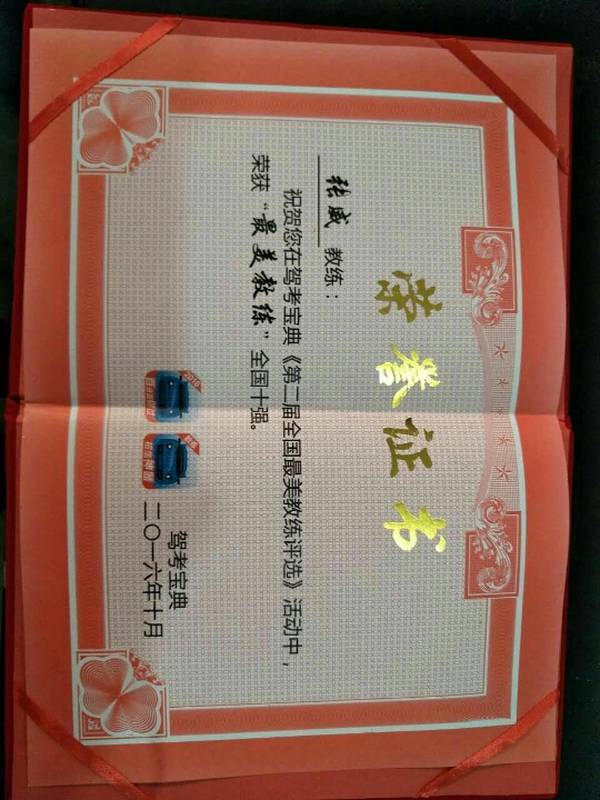 荣誉证书
张威 教练：
祝贺您在驾考宝典《第二届全国最美教练评选》活动中，
荣获“最美教练”全国十强。
驾考宝典
二〇一六年十月